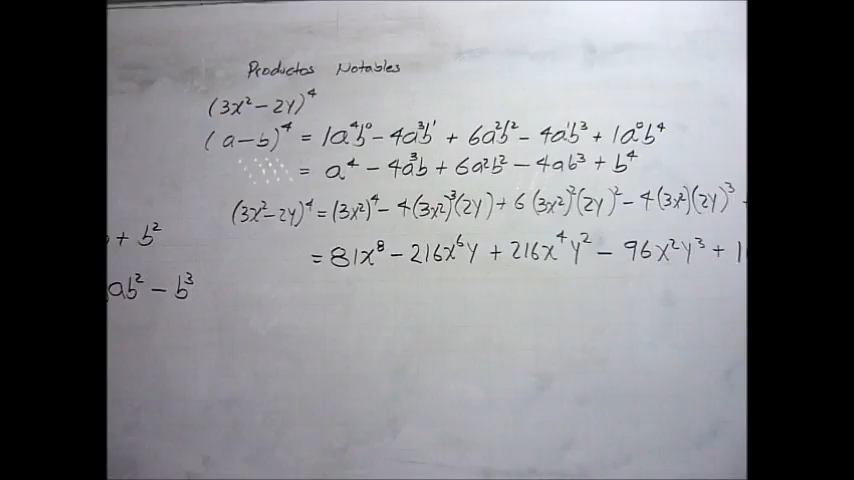 Productos Notables
(3x²-2y)⁴
(a-b)⁴ = 1a⁴b⁰ - 4a³b¹ + 6a²b² - 4a¹b³ + 1a⁰b⁴
= a⁴ - 4a³b + 6a²b² - 4ab³ + b⁴
(3x²-2y)⁴ = (3x²)⁴ - 4(3x²)³(2y) + 6(3x²)²(2y)² - 4(3x²)(2y)³
+ b²
= 81x⁸ - 216x⁶y + 216x⁴y² - 96x²y³ + 1
ab² - b³